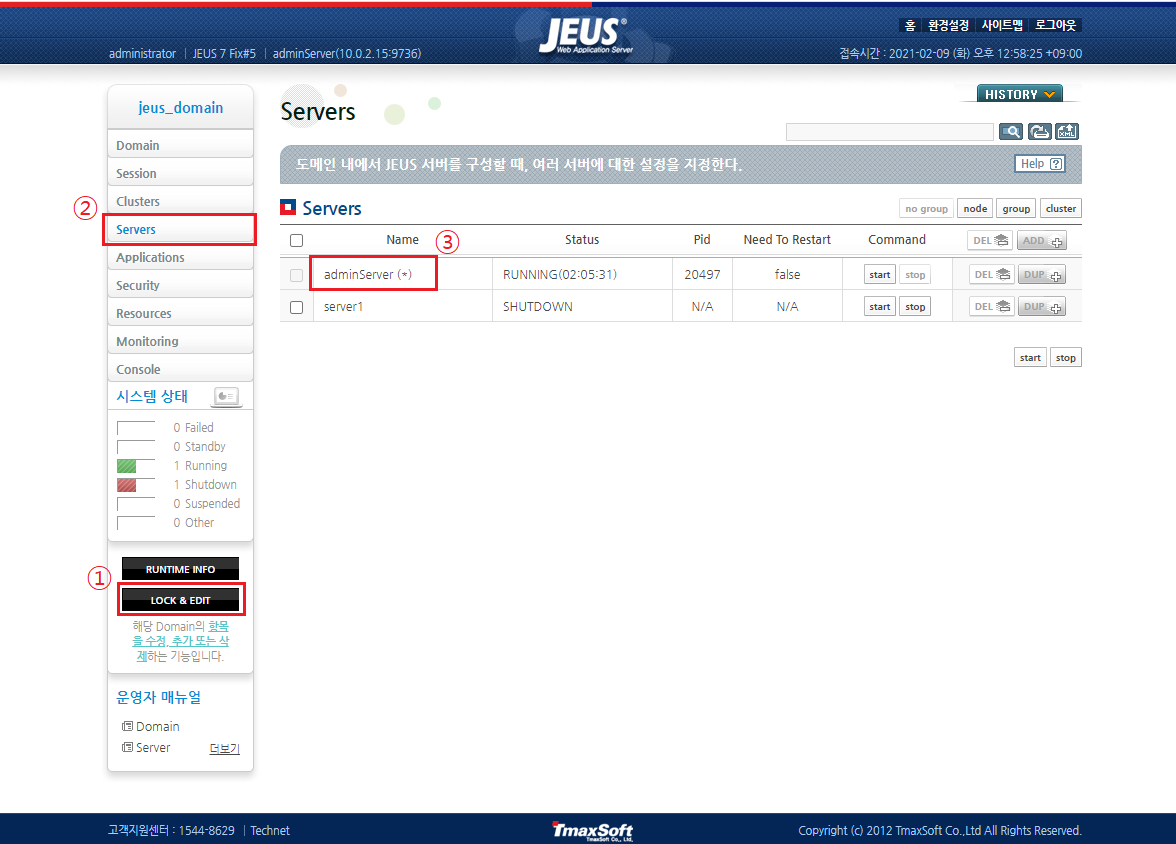 JEUS®
Web Application Server
홈 환경설정 사이트맵 로그아웃
administrator | JEUS 7 Fix#5 | adminServer(10.0.2.15:9736)
접속시간 : 2021-02-09 (화) 오후 12:58:25 +09:00
jeus_domain
Domain
Session
Clusters
② Servers
Applications
Security
Resources
Monitoring
Console
시스템 상태
0 Failed
0 Standby
1 Running
1 Shutdown
0 Suspended
0 Other
RUNTIME INFO
① LOCK & EDIT
해당 Domain의 항목
을 수정, 추가 또는 삭
제하는 기능입니다.
운영자 매뉴얼
Domain
Server 더보기
HISTORY
Servers
XML
도메인 내에서 JEUS 서버를 구성할 때, 여러 서버에 대한 설정을 지정한다.
Help ?
Servers
no group node group cluster
Name ③ Status Pid Need To Restart Command DEL ADD
adminServer (*) RUNNING(02:05:31) 20497 false start stop DEL DUP
server1 SHUTDOWN N/A N/A start stop DEL DUP
start stop
고객지원센터 : 1544-8629 | Technet
TmaxSoft
TmaxSoft Co., Ltd.
Copyright (c) 2012 TmaxSoft Co.,Ltd All Rights Reserved.